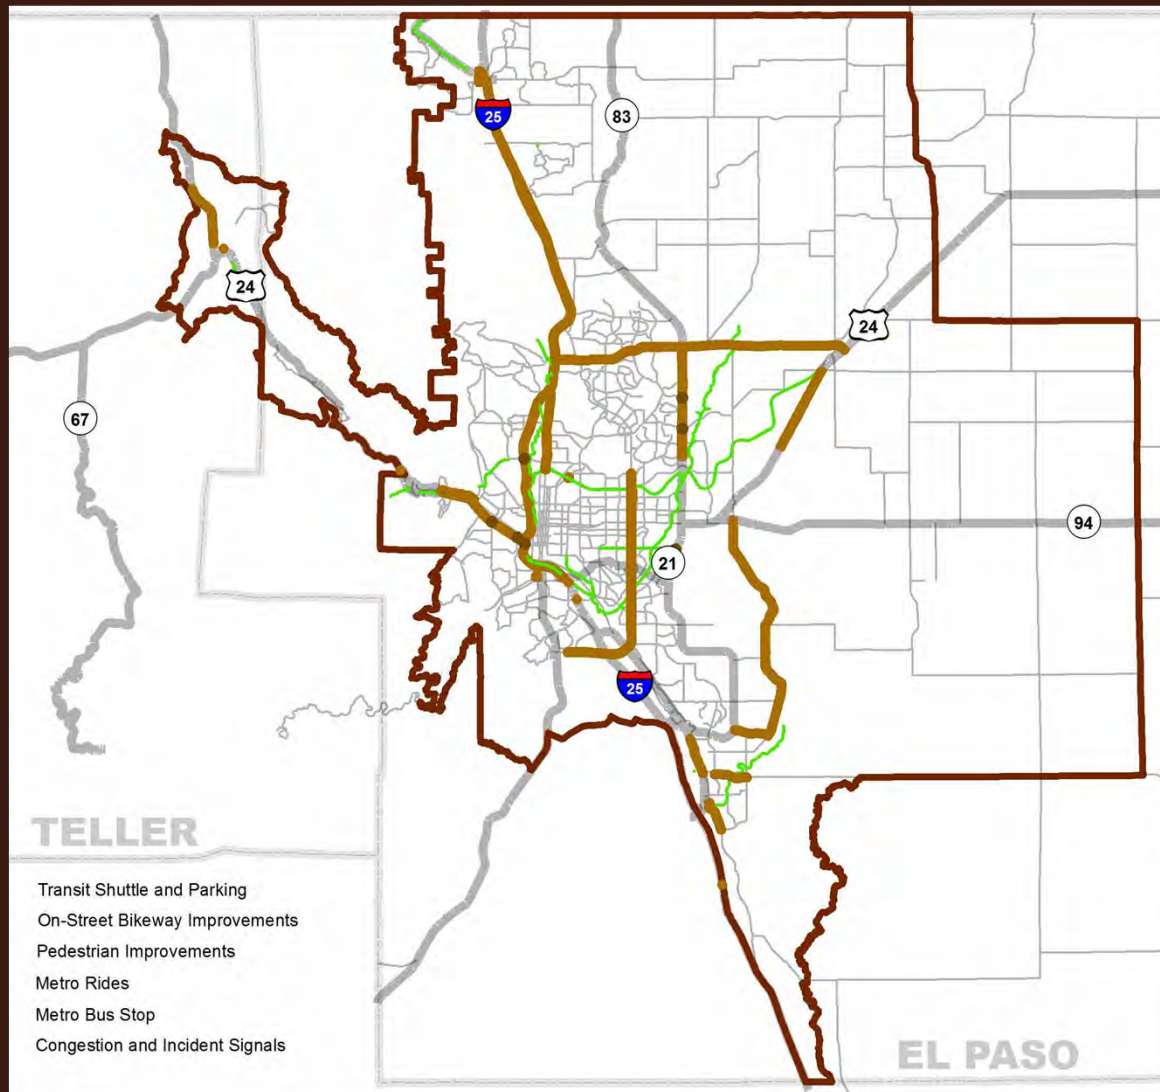 25
83
24
24
67
94
21
25
TELLER
Transit Shuttle and Parking
On-Street Bikeway Improvements
Pedestrian Improvements
Metro Rides
Metro Bus Stop
Congestion and Incident Signals
EL PASO